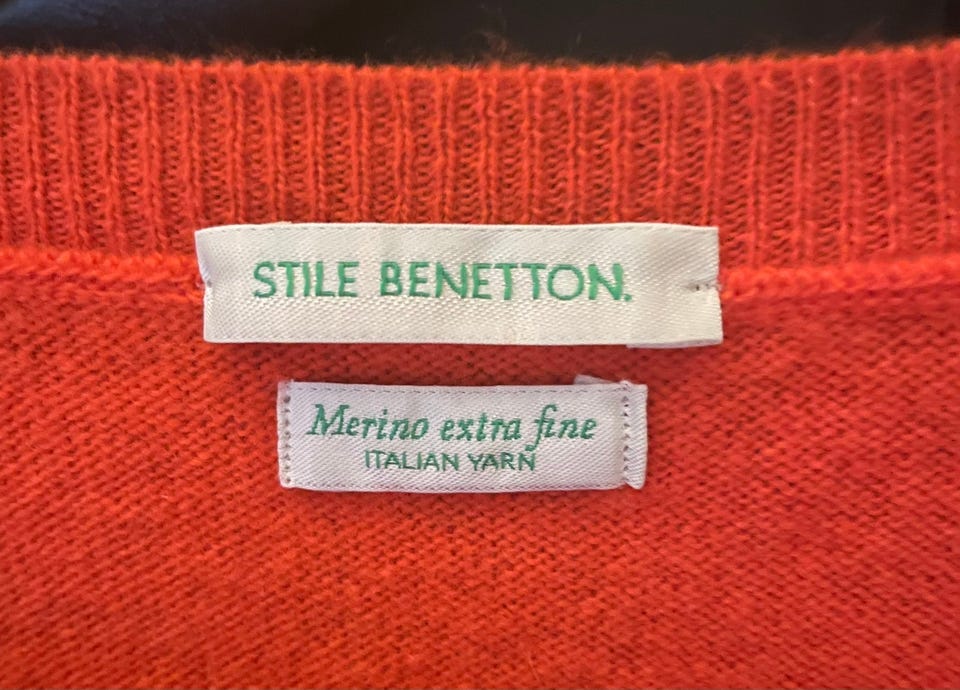 STILE BENETTON.
Merino extra fine
ITALIAN YARN